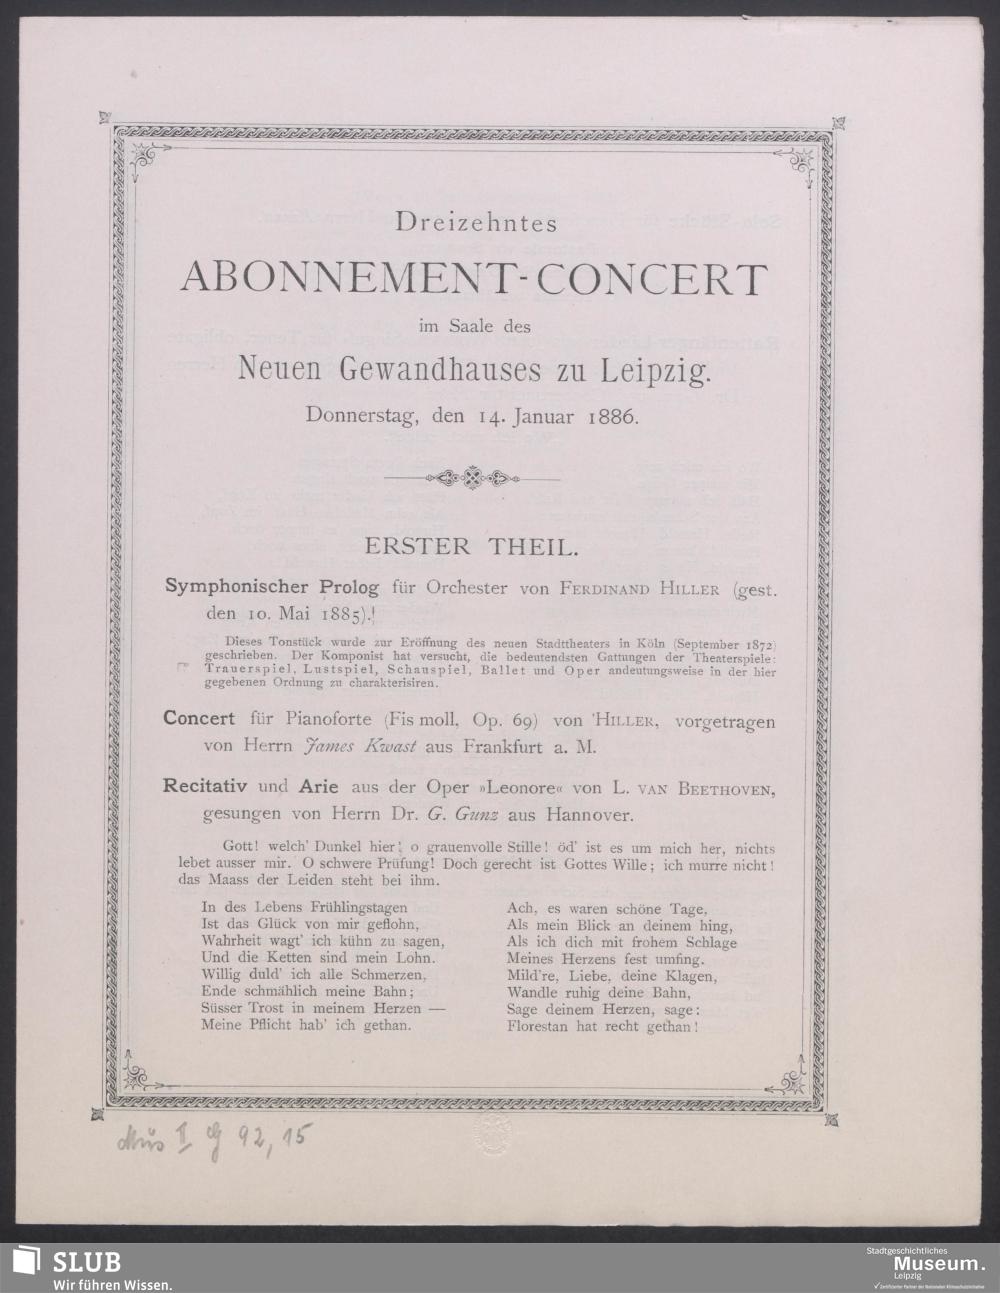 Dreizehntes
ABONNEMENT-CONCERT
im Saale des
Neuen Gewandhauses zu Leipzig.
Donnerstag, den 14. Januar 1886.
ERSTER THEIL.
Symphonischer Prolog für Orchester von FERDINAND HILLER (gest.
den 10. Mai 1885).
Dieses Tonstück wurde zur Eröffnung des neuen Stadttheaters in Köln (September 1872)
geschrieben. Der Komponist hat versucht, die bedeutendsten Gattungen der Theaterspiele:
Trauerspiel, Lustspiel, Schauspiel, Ballet und Oper andeutungsweise in der hier
gegebenen Ordnung zu charakterisiren.
Concert für Pianoforte (Fis moll, Op. 69) von HILLER, vorgetragen
von Herrn James Kwast aus Frankfurt a. M.
Recitativ und Arie aus der Oper »Leonore« von L. VAN BEETHOVEN,
gesungen von Herrn Dr. G. Gunz aus Hannover.
Gott! welch' Dunkel hier! o grauenvolle Stille! öd' ist es um mich her, nichts
lebet ausser mir. O schwere Prüfung! Doch gerecht ist Gottes Wille; ich murre nicht!
das Maass der Leiden steht bei ihm.
In des Lebens Frühlingstagen
Ist das Glück von mir geflohn,
Wahrheit wagt' ich kühn zu sagen,
Und die Ketten sind mein Lohn.
Willig duld' ich alle Schmerzen,
Ende schmählich meine Bahn;
Süsser Trost in meinem Herzen —
Meine Pflicht hab' ich gethan.
Ach, es waren schöne Tage,
Als mein Blick an deinem hing,
Als ich dich mit frohem Schlage
Meines Herzens fest umfing.
Mild're, Liebe, deine Klagen,
Wandle ruhig deine Bahn,
Sage deinem Herzen, sage:
Florestan hat recht gethan!
Mus II G 92, 15
SLUB
Wir führen Wissen.
Stadtgeschichtliches
Museum.
Leipzig
Zertifizierter Partner der Nationalen Klimaschutzinitiative